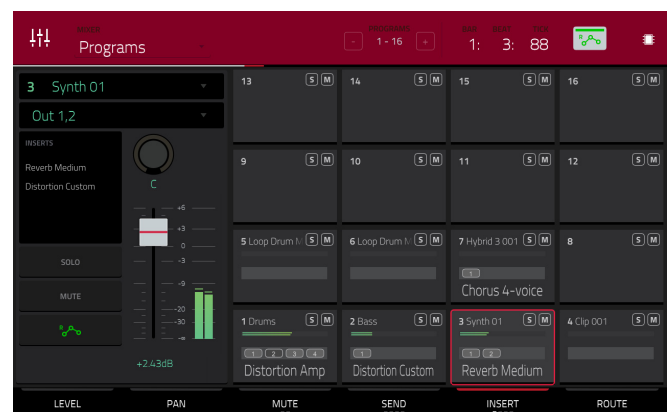 MIXER
Programs
PROGRAMS
- 1 - 16 +
BAR BEAT TICK
1: 3: 88
R
3 Synth 01
Out 1,2
INSERTS
Reverb Medium
Distortion Custom
C
+6
+3
0
-3
-9
-20
-30
-∞
SOLO
MUTE
R
+2.43dB
13 S M
14 S M
15 S M
16 S M
9 S M
10 S M
11 S M
12 S M
5 Loop Drum S M
6 Loop Drum S M
7 Hybrid 3 001 S M
1
Chorus 4-voice
8 S M
1 Drums S M
1 2 3 4
Distortion Amp
2 Bass S M
1
Distortion Custom
3 Synth 01 S M
1 2
Reverb Medium
4 Clip 001 S M
LEVEL
PAN
MUTE
SEND
INSERT
ROUTE